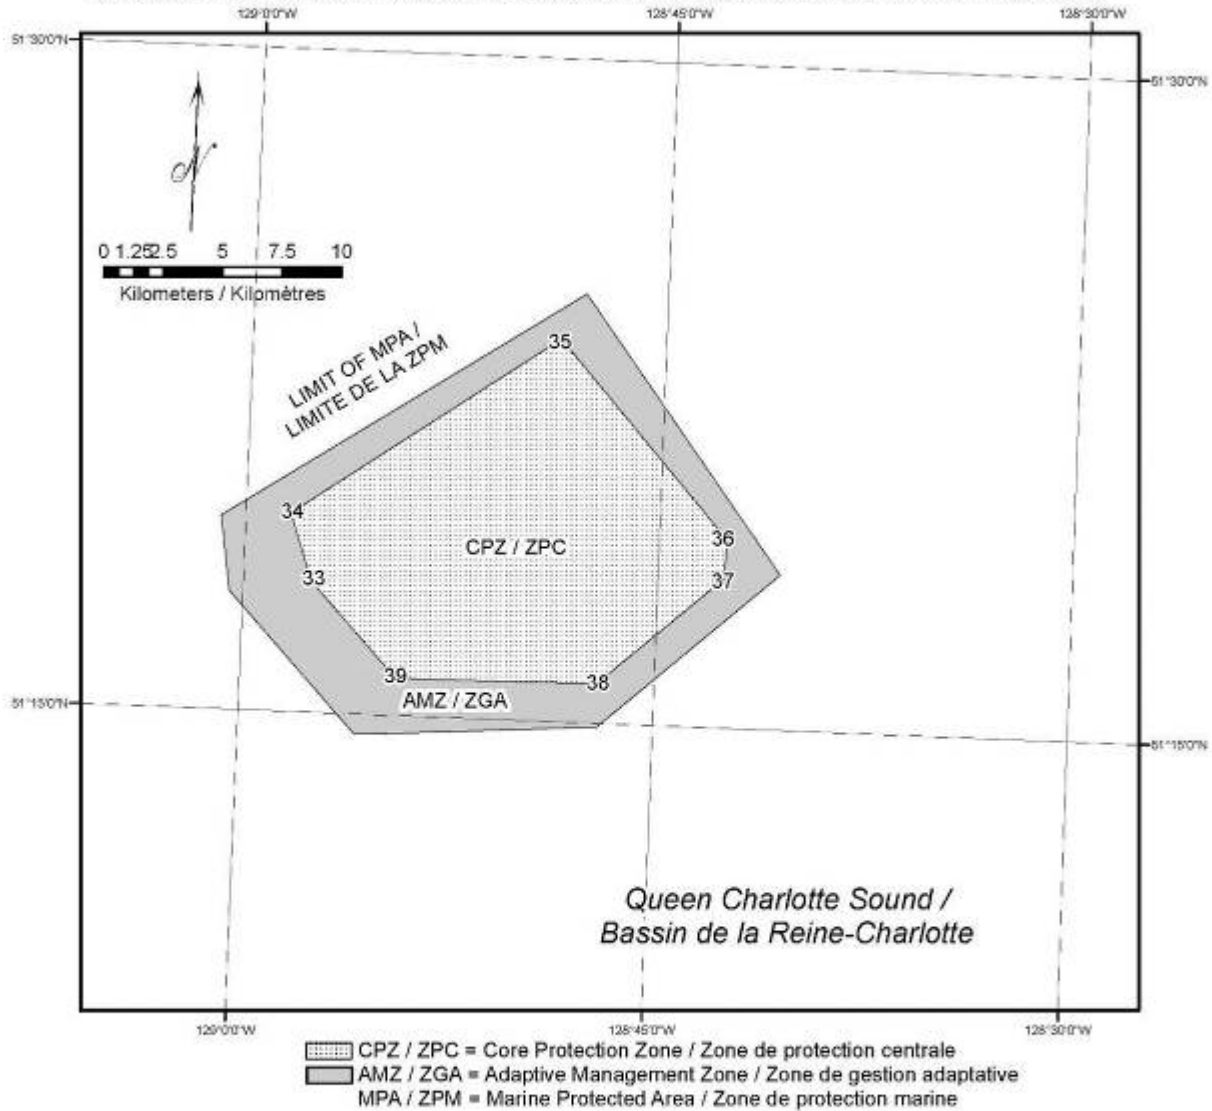 129°0'0"W 128°45'0"W 128°30'0"W
51°30'0"N
51°30'0"N
0 1.25 2.5 5 7.5 10
Kilometers / Kilomètres
LIMIT OF MPA /
LIMITE DE LA ZPM
35
34
36
CPZ / ZPC
33
37
39
38
AMZ / ZGA
51°15'0"N
51°15'0"N
Queen Charlotte Sound /
Bassin de la Reine-Charlotte
129°0'0"W 128°45'0"W 128°30'0"W
CPZ / ZPC = Core Protection Zone / Zone de protection centrale
AMZ / ZGA = Adaptive Management Zone / Zone de gestion adaptative
MPA / ZPM = Marine Protected Area / Zone de protection marine